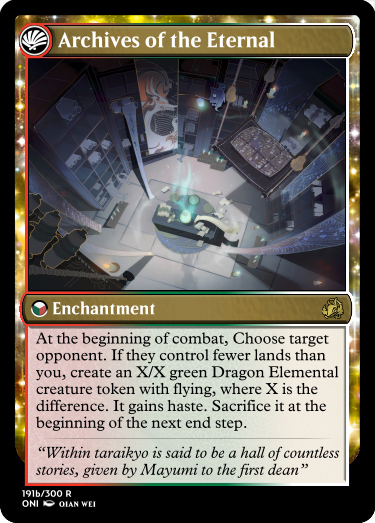 Archives of the Eternal
Enchantment
At the beginning of combat, Choose target
opponent. If they control fewer lands than
you, create an X/X green Dragon Elemental
creature token with flying, where X is the
difference. It gains haste. Sacrifice it at the
beginning of the next end step.
“Within taraikyo is said to be a hall of countless
stories, given by Mayumi to the first dean”
191b/300 R
ONI QIAN WEI